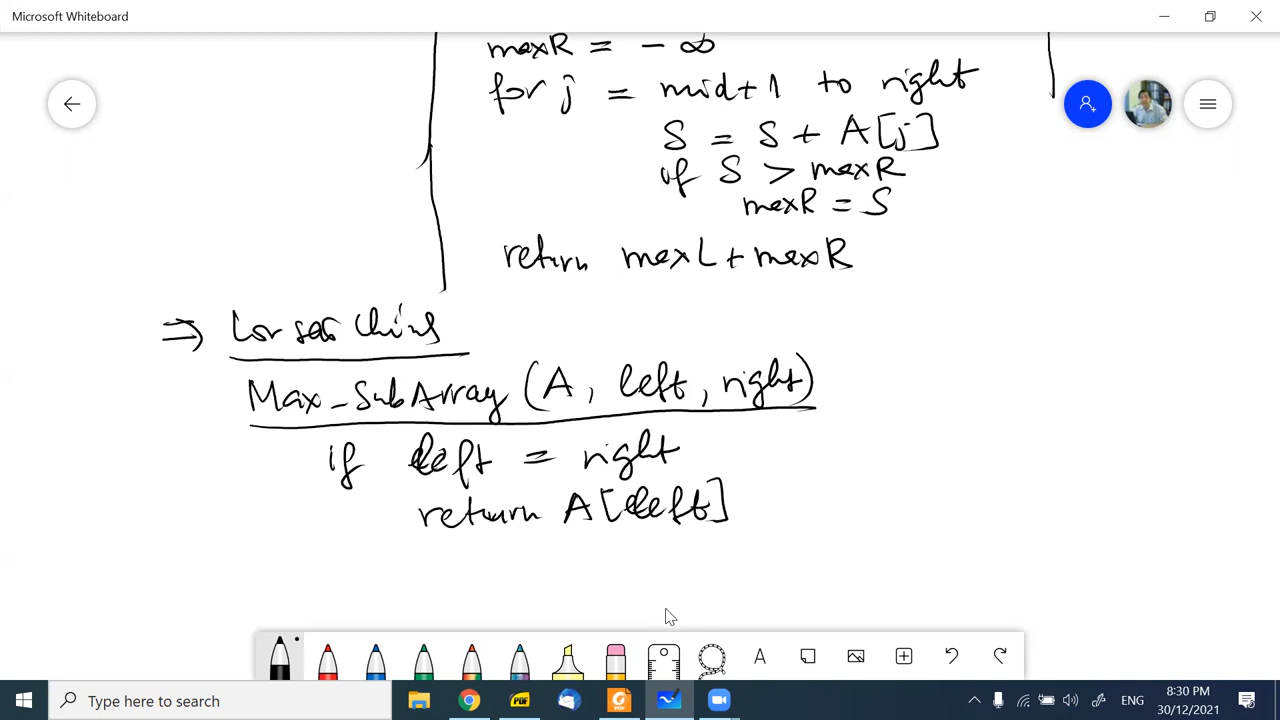 Microsoft Whiteboard
maxR = - ∞
for j = mid+1 to right
S = S + A[j]
if S > maxR
maxR = S
return maxL + maxR
⇒
Max_SubArray (A, left, right)
if left = right
return A[left]
A
Type here to search
PDF
ENG
8:30 PM
30/12/2021